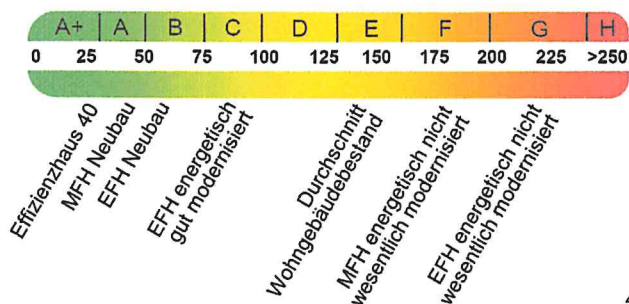 A+ A B C D E F G H
0 25 50 75 100 125 150 175 200 225 >250
Effizienzhaus 40
MFH Neubau
EFH Neubau
EFH energetisch
gut modernisiert
Durchschnitt
Wohngebäudebestand
MFH energetisch nicht
wesentlich modernisiert
EFH energetisch nicht
wesentlich modernisiert